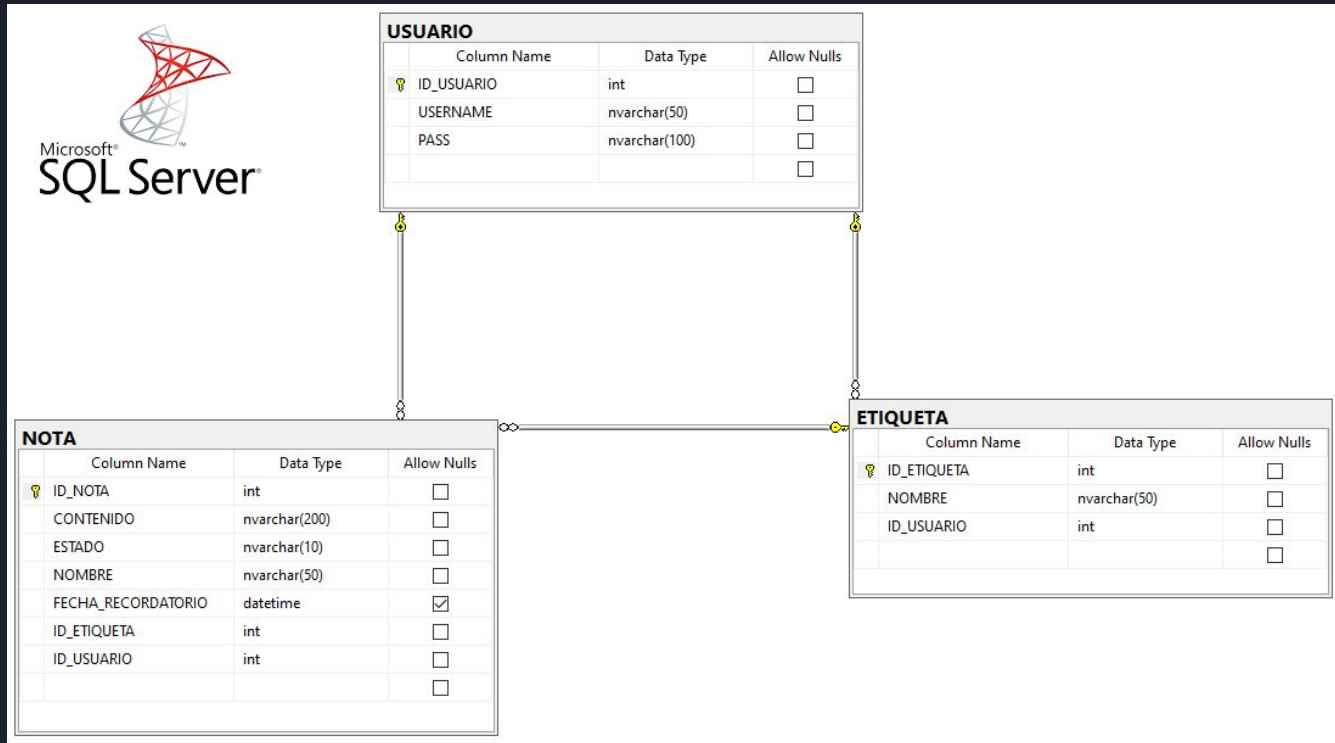 Microsoft®
SQL Server®
USUARIO
Column Name Data Type Allow Nulls
ID_USUARIO int
USERNAME nvarchar(50)
PASS nvarchar(100)
NOTA
Column Name Data Type Allow Nulls
ID_NOTA int
CONTENIDO nvarchar(200)
ESTADO nvarchar(10)
NOMBRE nvarchar(50)
FECHA_RECORDATORIO datetime
ID_ETIQUETA int
ID_USUARIO int
ETIQUETA
Column Name Data Type Allow Nulls
ID_ETIQUETA int
NOMBRE nvarchar(50)
ID_USUARIO int